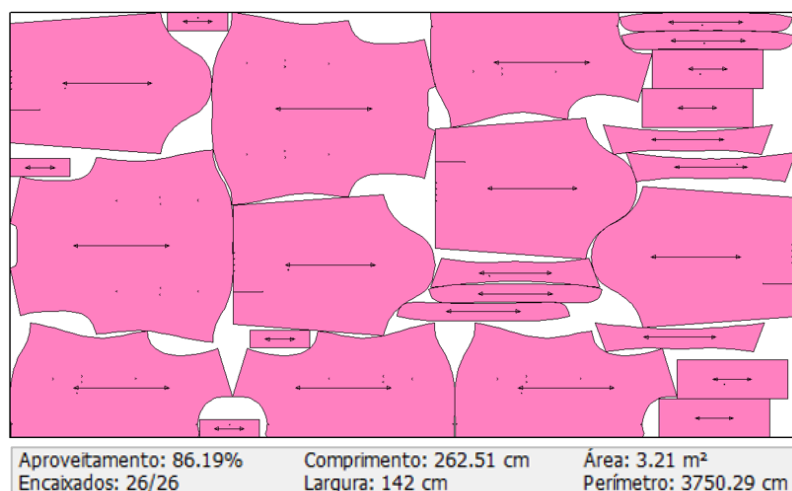 Aproveitamento: 86.19% Comprimento: 262.51 cm Área: 3.21 m²
Encaixados: 26/26 Largura: 142 cm Perímetro: 3750.29 cm